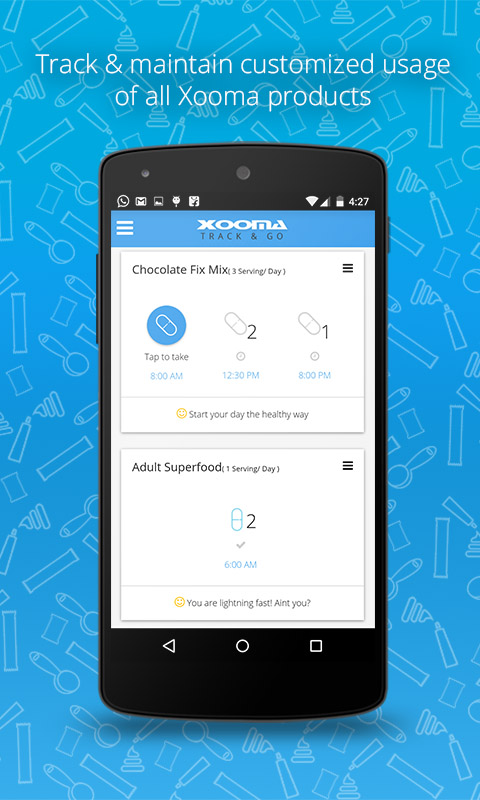 Track & maintain customized usage
of all Xooma products
4:27
XOOMA
TRACK & GO
Chocolate Fix Mix( 3 Serving/ Day )
2
1
Tap to take
8:00 AM
12:30 PM
8:00 PM
Start your day the healthy way
Adult Superfood( 1 Serving/ Day )
2
6:00 AM
You are lightning fast! Aint you?